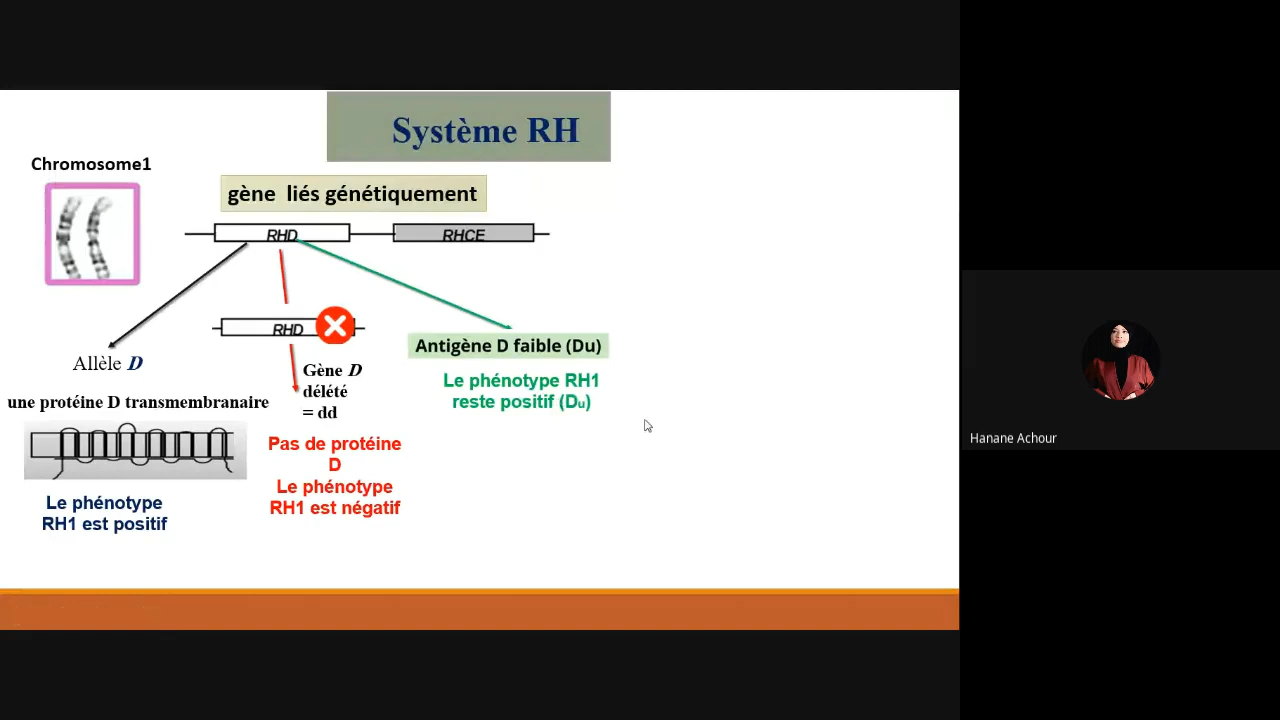 Système RH
Chromosome1
gène liés génétiquement
RHD
RHCE
RHD
Allèle D
une protéine D transmembranaire
Le phénotype
RH1 est positif
Gène D
délété
= dd
Pas de protéine
D
Le phénotype
RH1 est négatif
Antigène D faible (Du)
Le phénotype RH1
reste positif (Du)
Hanane Achour